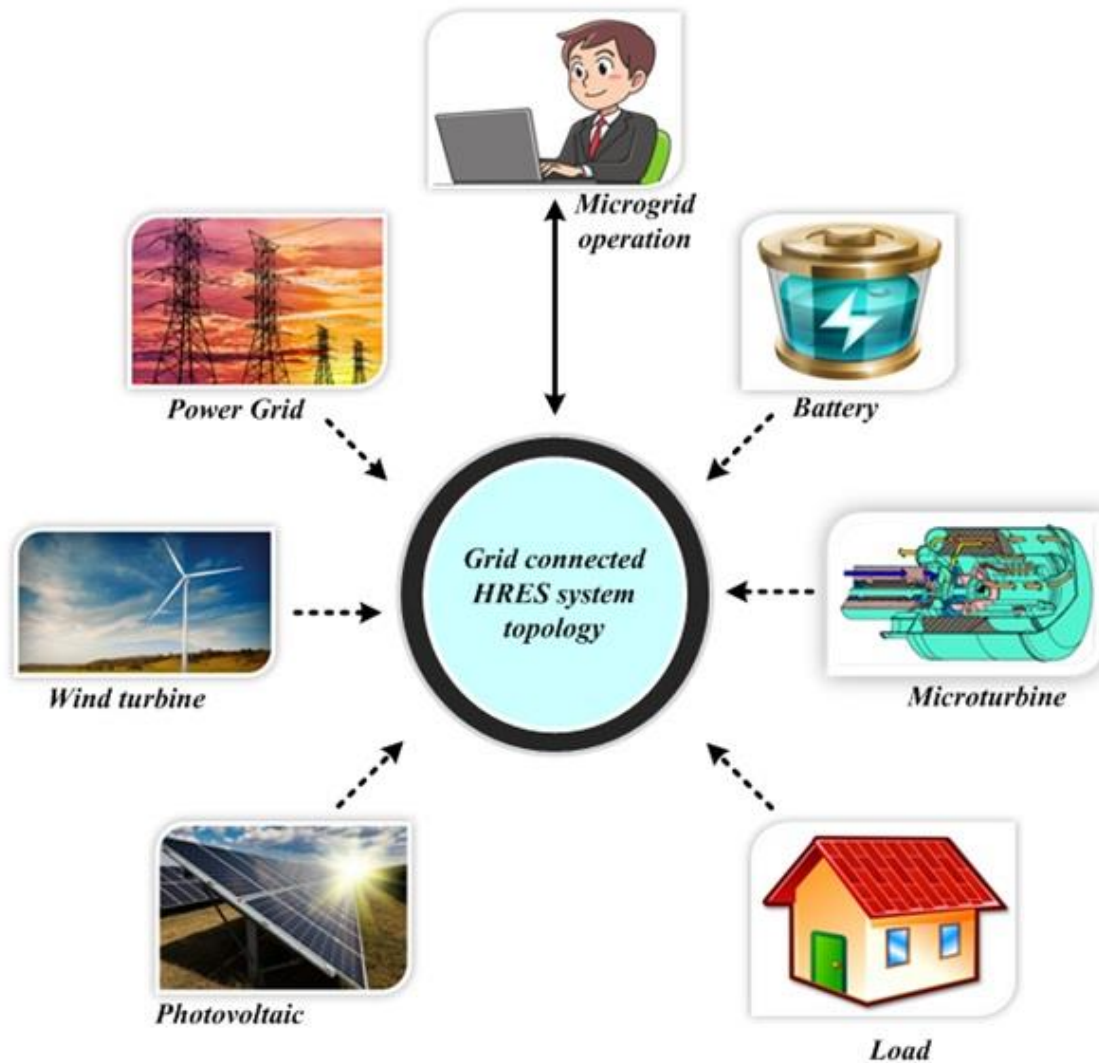 Microgrid
operation
Power Grid
Battery
Grid connected
HRES system
topology
Wind turbine
Microturbine
Photovoltaic
Load